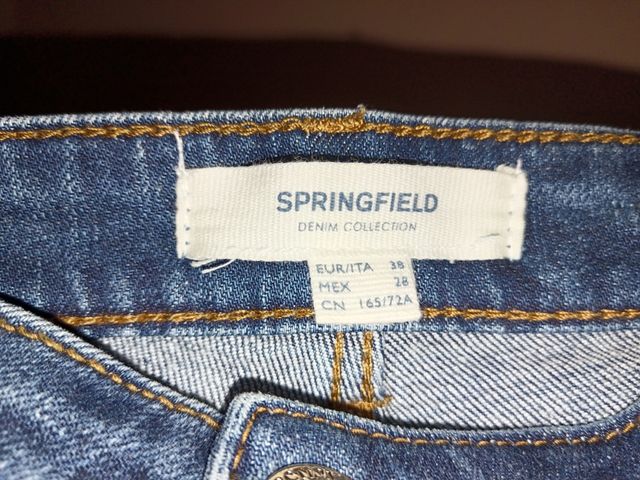 SPRINGFIELD
DENIM COLLECTION
EUR/ITA 38
MEX 28
CN 165/72A